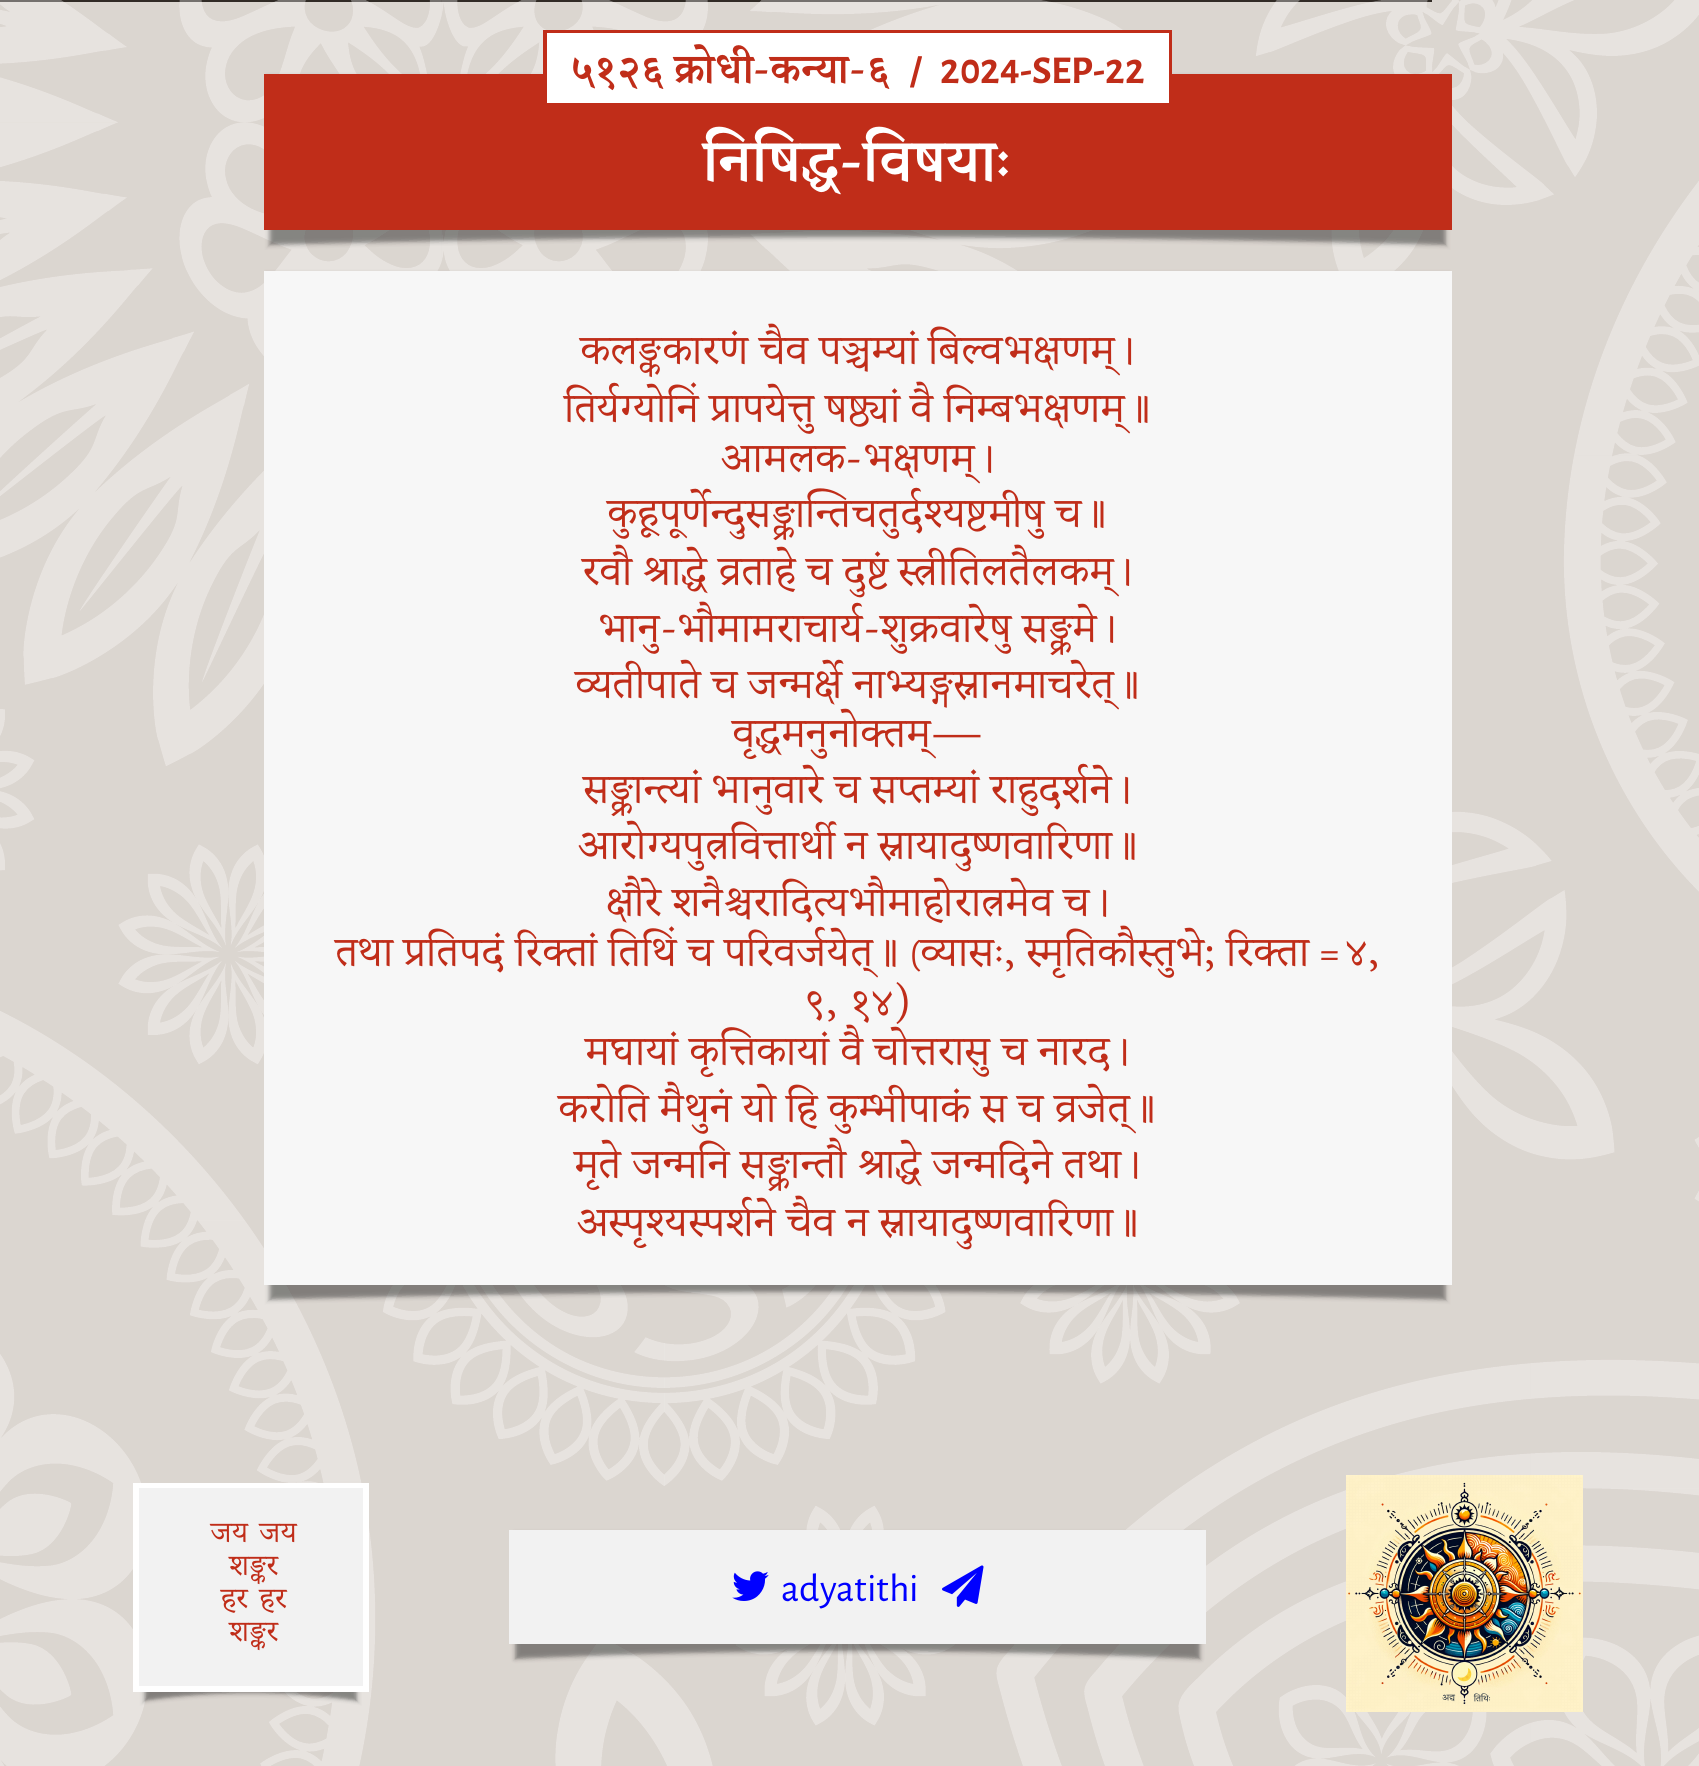 ५१२६ क्रोधी-कन्या-६ / 2024-SEP-22
निषिद्ध-विषयाः
कलङ्ककारणं चैव पञ्चम्यां बिल्वभक्षणम्।
तिर्यग्योनिं प्रापयेत्तु षष्ठ्यां वै निम्बभक्षणम्॥
आमलक-भक्षणम्।
कुहूपूर्णेन्दुसङ्क्रान्तिचतुर्दश्यष्टमीषु च॥
रवौ श्राद्धे व्रताहे च दुष्टं स्त्रीतिलतैलकम्।
भानु-भौमामराचार्य-शुक्रवारेषु सङ्क्रमे।
व्यतीपाते च जन्मर्क्षे नाभ्यङ्गस्नानमाचरेत्॥
वृद्धमनुनोक्तम्—
सङ्क्रान्त्यां भानुवारे च सप्तम्यां राहुदर्शने।
आरोग्यपुत्रवित्तार्थी न स्नायादुष्णवारिणा॥
क्षौरे शनैश्चरादित्यभौमाहोरात्रमेव च।
तथा प्रतिपदं रिक्तां तिथिं च परिवर्जयेत्॥ (व्यासः, स्मृतिकौस्तुभे; रिक्ता = ४,
९, १४)
मघायां कृत्तिकायां वै चोत्तरासु च नारद।
करोति मैथुनं यो हि कुम्भीपाकं स च व्रजेत्॥
मृते जन्मनि सङ्क्रान्तौ श्राद्धे जन्मदिने तथा।
अस्पृश्यस्पर्शने चैव न स्नायादुष्णवारिणा॥
जय जय
शङ्कर
हर हर
शङ्कर
adyatithi
अद्य तिथिः